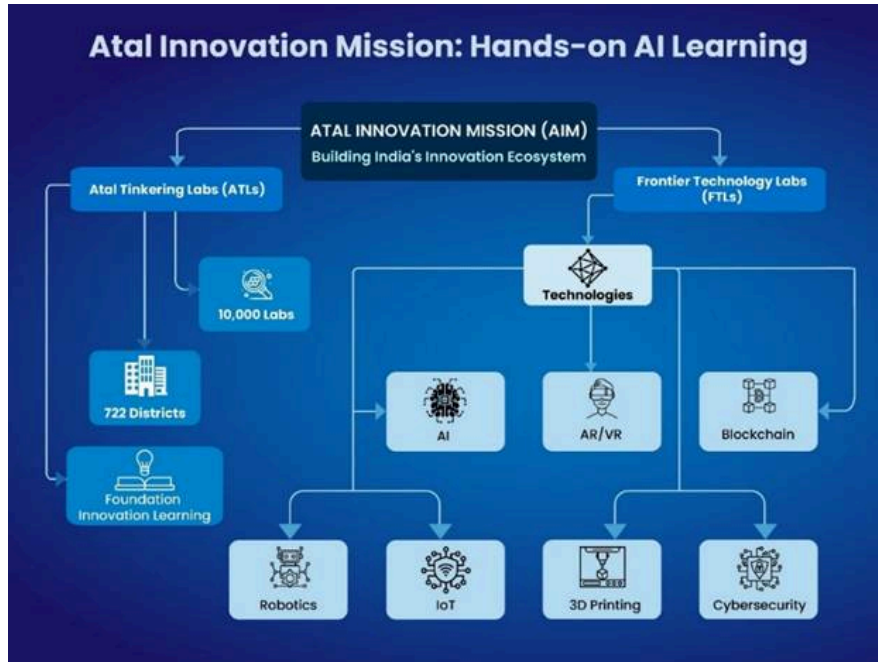 Atal Innovation Mission: Hands-on AI Learning
ATAL INNOVATION MISSION (AIM)
Building India's Innovation Ecosystem
Atal Tinkering Labs (ATLs)
Frontier Technology Labs
(FTLs)
Technologies
10,000 Labs
722 Districts
Foundation
Innovation Learning
AI
AR/VR
Blockchain
Robotics
IoT
3D Printing
Cybersecurity